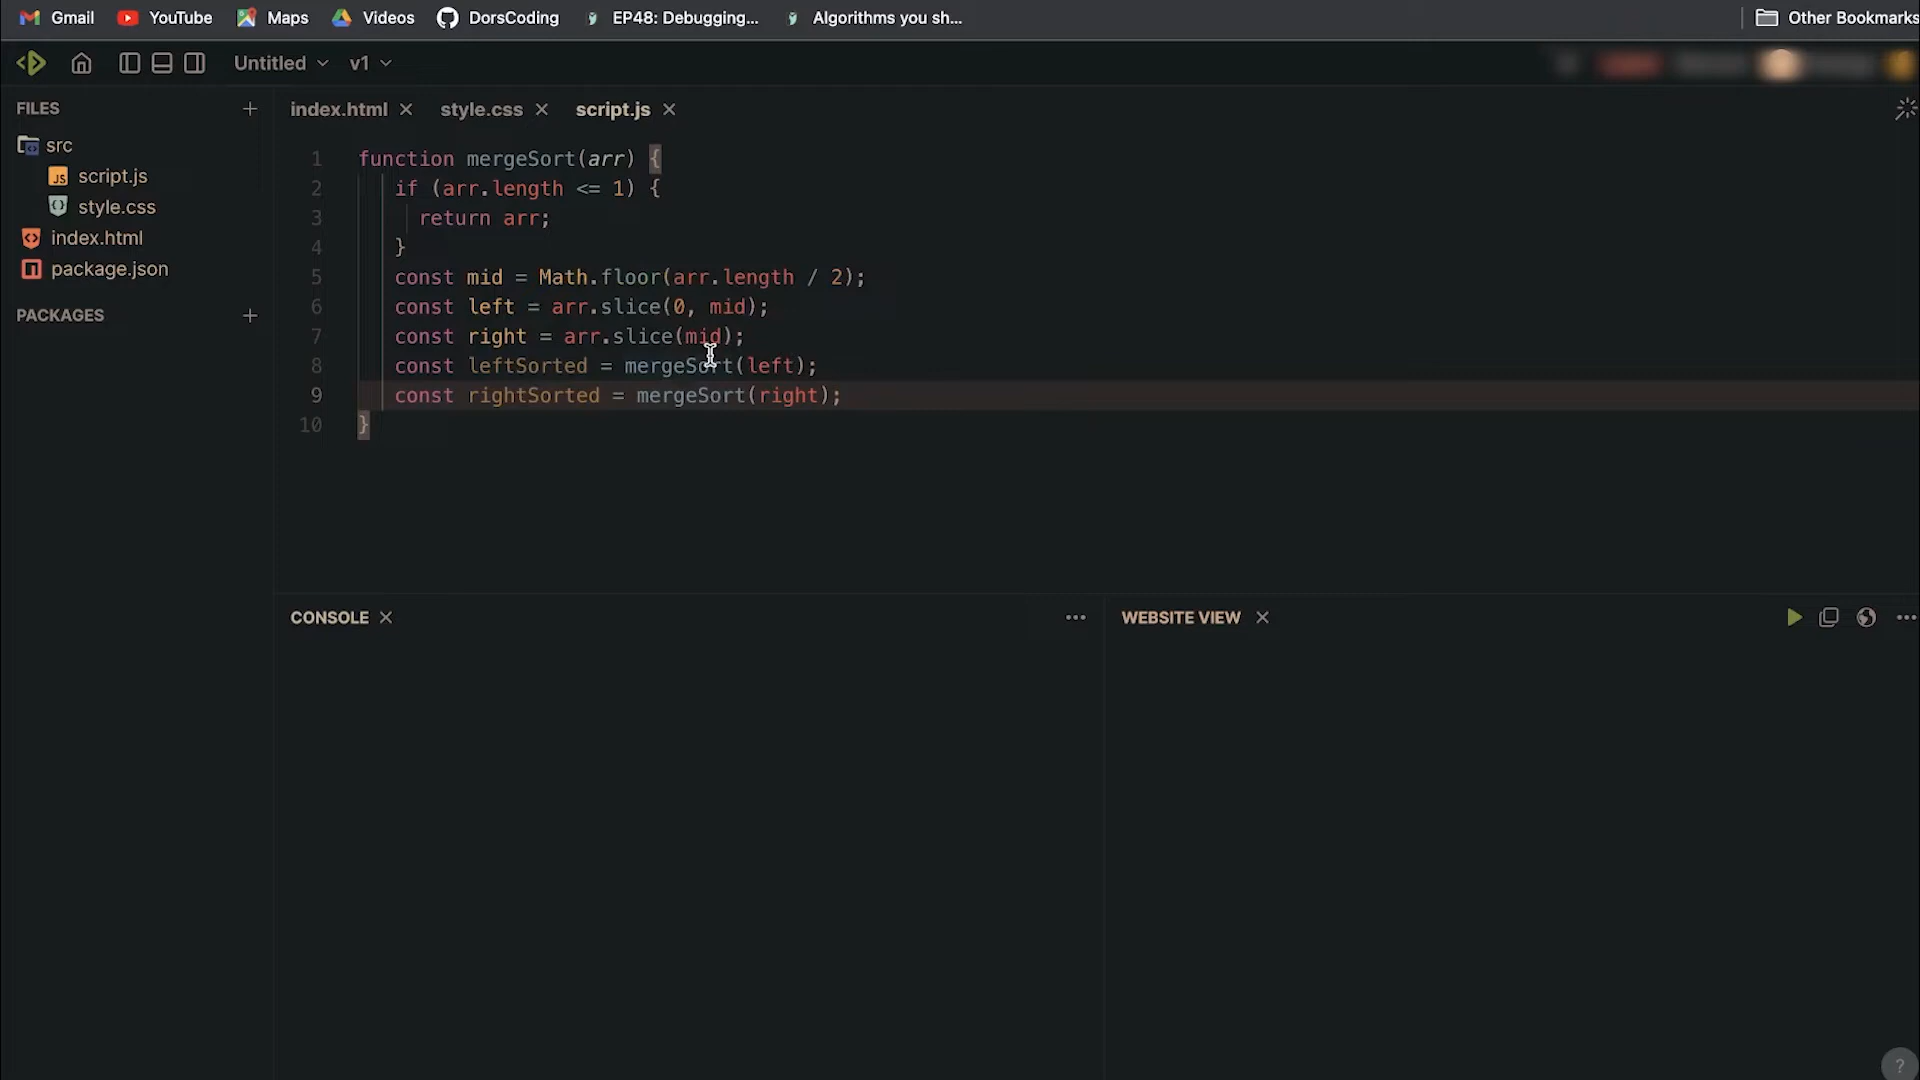 Gmail YouTube Maps Videos DorsCoding EP48: Debugging... Algorithms you sh... Other Bookmarks
Untitled v1
FILES +
src
script.js
style.css
index.html
package.json
PACKAGES +
index.html × style.css × script.js ×
1 function mergeSort(arr) {
2 if (arr.length <= 1) {
3 return arr;
4 }
5 const mid = Math.floor(arr.length / 2);
6 const left = arr.slice(0, mid);
7 const right = arr.slice(mid);
8 const leftSorted = mergeSort(left);
9 const rightSorted = mergeSort(right);
10 }
CONSOLE × ...
WEBSITE VIEW × ...
?